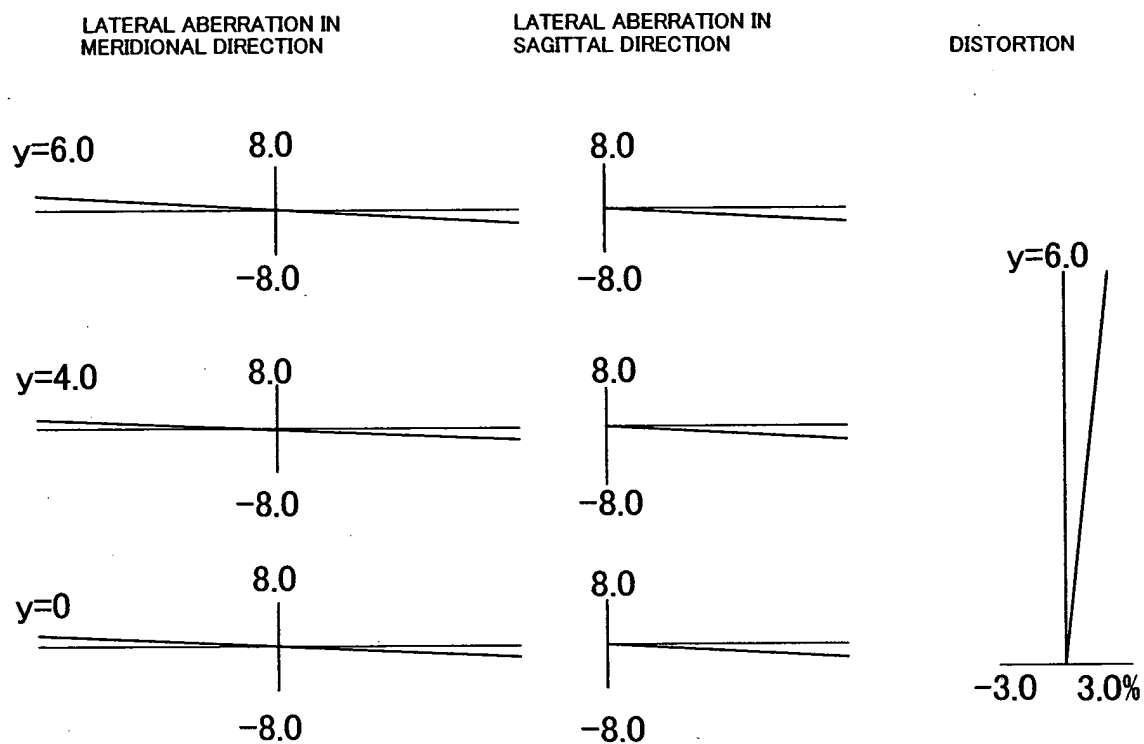 LATERAL ABERRATION IN
MERIDIONAL DIRECTION
LATERAL ABERRATION IN
SAGITTAL DIRECTION
DISTORTION
y=6.0
8.0
-8.0
8.0
-8.0
y=4.0
8.0
-8.0
8.0
-8.0
y=0
8.0
-8.0
8.0
-8.0
y=6.0
-3.0
3.0%